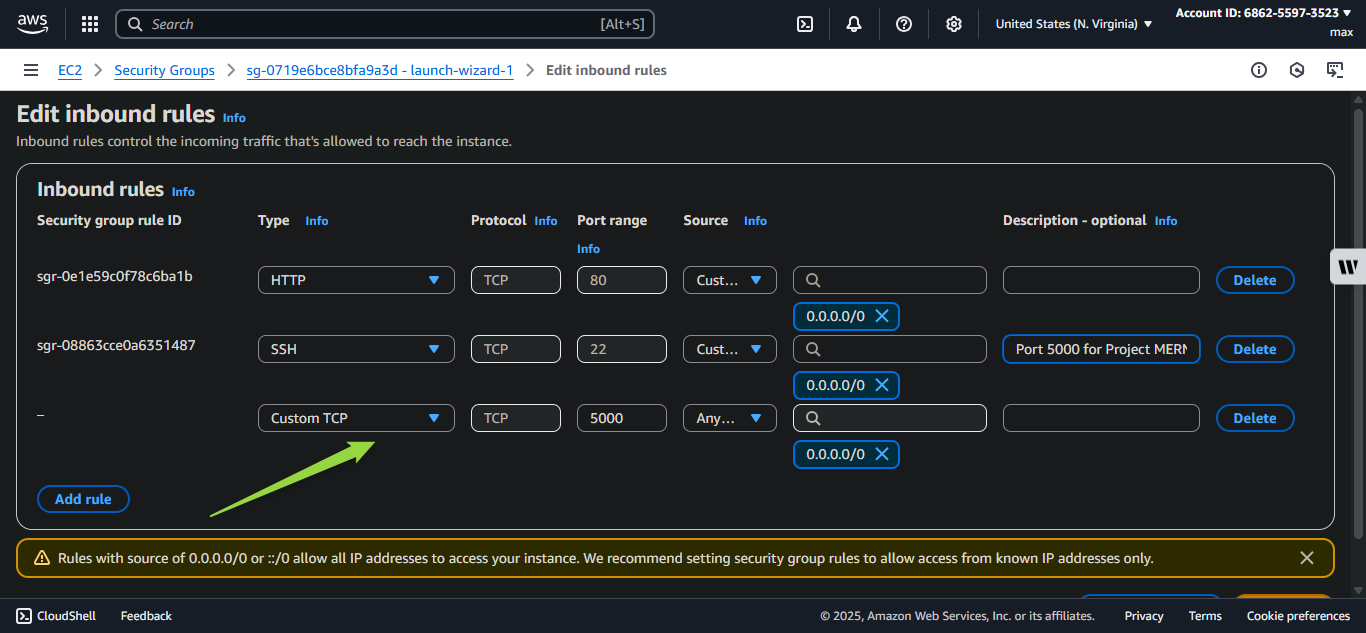 aws
Search [Alt+S] United States (N. Virginia) Account ID: 6862-5597-3523
max
EC2 Security Groups sg-0719e6bce8bfa9a3d - launch-wizard-1 Edit inbound rules
Edit inbound rules Info
Inbound rules control the incoming traffic that's allowed to reach the instance.
Inbound rules Info
Security group rule ID Type Info Protocol Info Port range Source Info Description - optional Info
Info
sgr-0e1e59c0f78c6ba1b HTTP TCP 80 Cust... Delete
0.0.0.0/0
sgr-08863cce0a6351487 SSH TCP 22 Cust... Port 5000 for Project MERN Delete
0.0.0.0/0
– Custom TCP TCP 5000 Any... Delete
0.0.0.0/0
Add rule
Rules with source of 0.0.0.0/0 or ::/0 allow all IP addresses to access your instance. We recommend setting security group rules to allow access from known IP addresses only.
CloudShell Feedback © 2025, Amazon Web Services, Inc. or its affiliates. Privacy Terms Cookie preferences